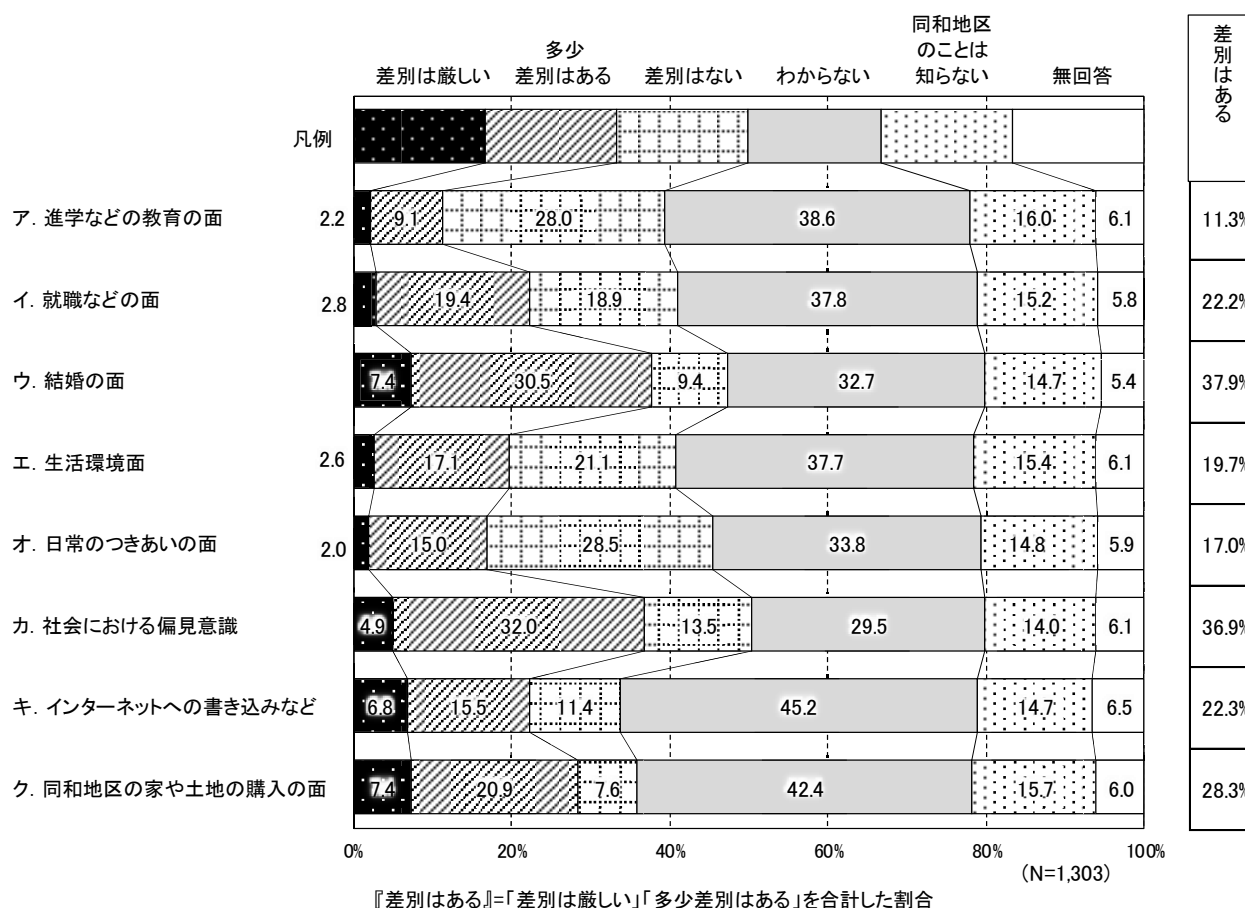 差別は厳しい 多少差別はある 差別はない わからない 同和地区のことは知らない 無回答 差別はある
凡例
ア．進学などの教育の面 2.2 9.1 28.0 38.6 16.0 6.1 11.3%
イ．就職などの面 2.8 19.4 18.9 37.8 15.2 5.8 22.2%
ウ．結婚の面 7.4 30.5 9.4 32.7 14.7 5.4 37.9%
エ．生活環境面 2.6 17.1 21.1 37.7 15.4 6.1 19.7%
オ．日常のつきあいの面 2.0 15.0 28.5 33.8 14.8 5.9 17.0%
カ．社会における偏見意識 4.9 32.0 13.5 29.5 14.0 6.1 36.9%
キ．インターネットへの書き込みなど 6.8 15.5 11.4 45.2 14.7 6.5 22.3%
ク．同和地区の家や土地の購入の面 7.4 20.9 7.6 42.4 15.7 6.0 28.3%
0% 20% 40% 60% 80% 100%
(N=1,303)
『差別はある』=「差別は厳しい」「多少差別はある」を合計した割合